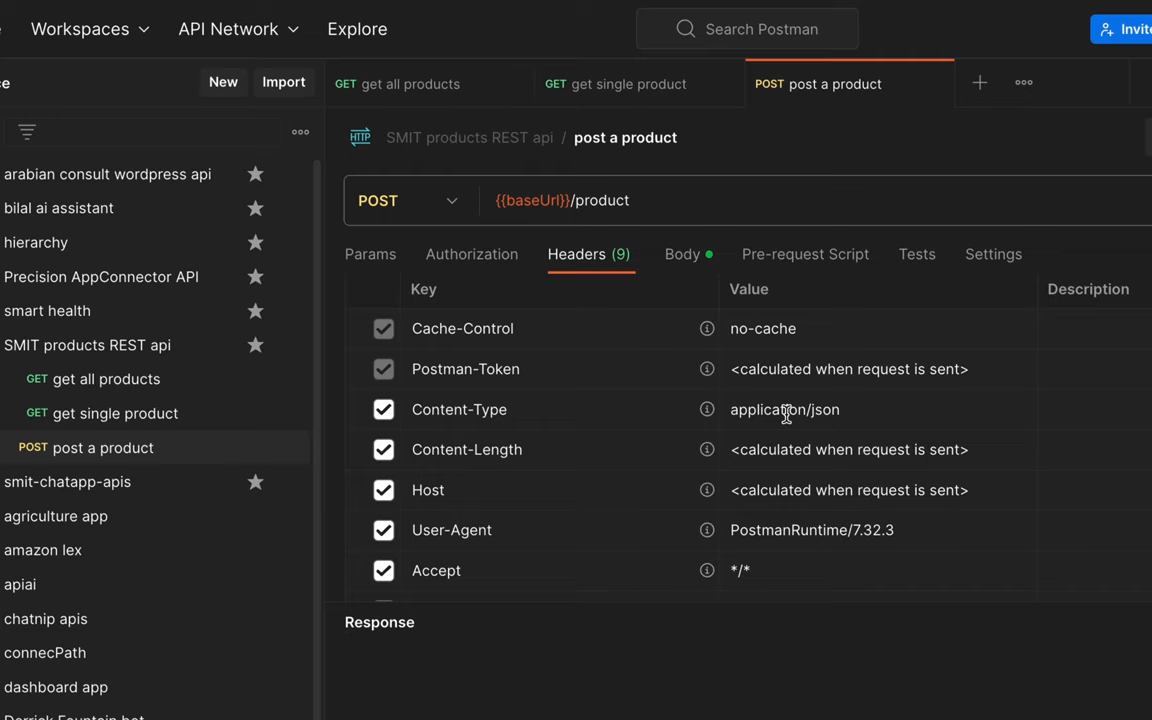 Workspaces
API Network
Explore
Search Postman
Invite
ce
New
Import
GET get all products
GET get single product
POST post a product
HTTP SMIT products REST api / post a product
arabian consult wordpress api
bilal ai assistant
hierarchy
Precision AppConnector API
smart health
SMIT products REST api
GET get all products
GET get single product
POST post a product
smit-chatapp-apis
agriculture app
amazon lex
apiai
chatnip apis
connecPath
dashboard app
POST {{baseUrl}}/product
Params Authorization Headers (9) Body Pre-request Script Tests Settings
Key Value Description
Cache-Control no-cache
Postman-Token <calculated when request is sent>
Content-Type application/json
Content-Length <calculated when request is sent>
Host <calculated when request is sent>
User-Agent PostmanRuntime/7.32.3
Accept */*
Response